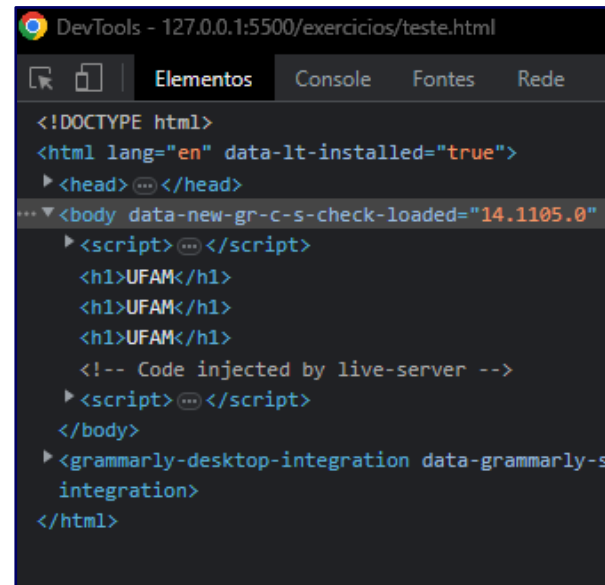 DevTools - 127.0.0.1:5500/exercicios/teste.html
Elementos Console Fontes Rede
<!DOCTYPE html>
<html lang="en" data-lt-installed="true">
<head>…</head>
… <body data-new-gr-c-s-check-loaded="14.1105.0"
<script>…</script>
<h1>UFAM</h1>
<h1>UFAM</h1>
<h1>UFAM</h1>
<!-- Code injected by live-server -->
<script>…</script>
</body>
<grammarly-desktop-integration data-grammarly-s
integration>
</html>